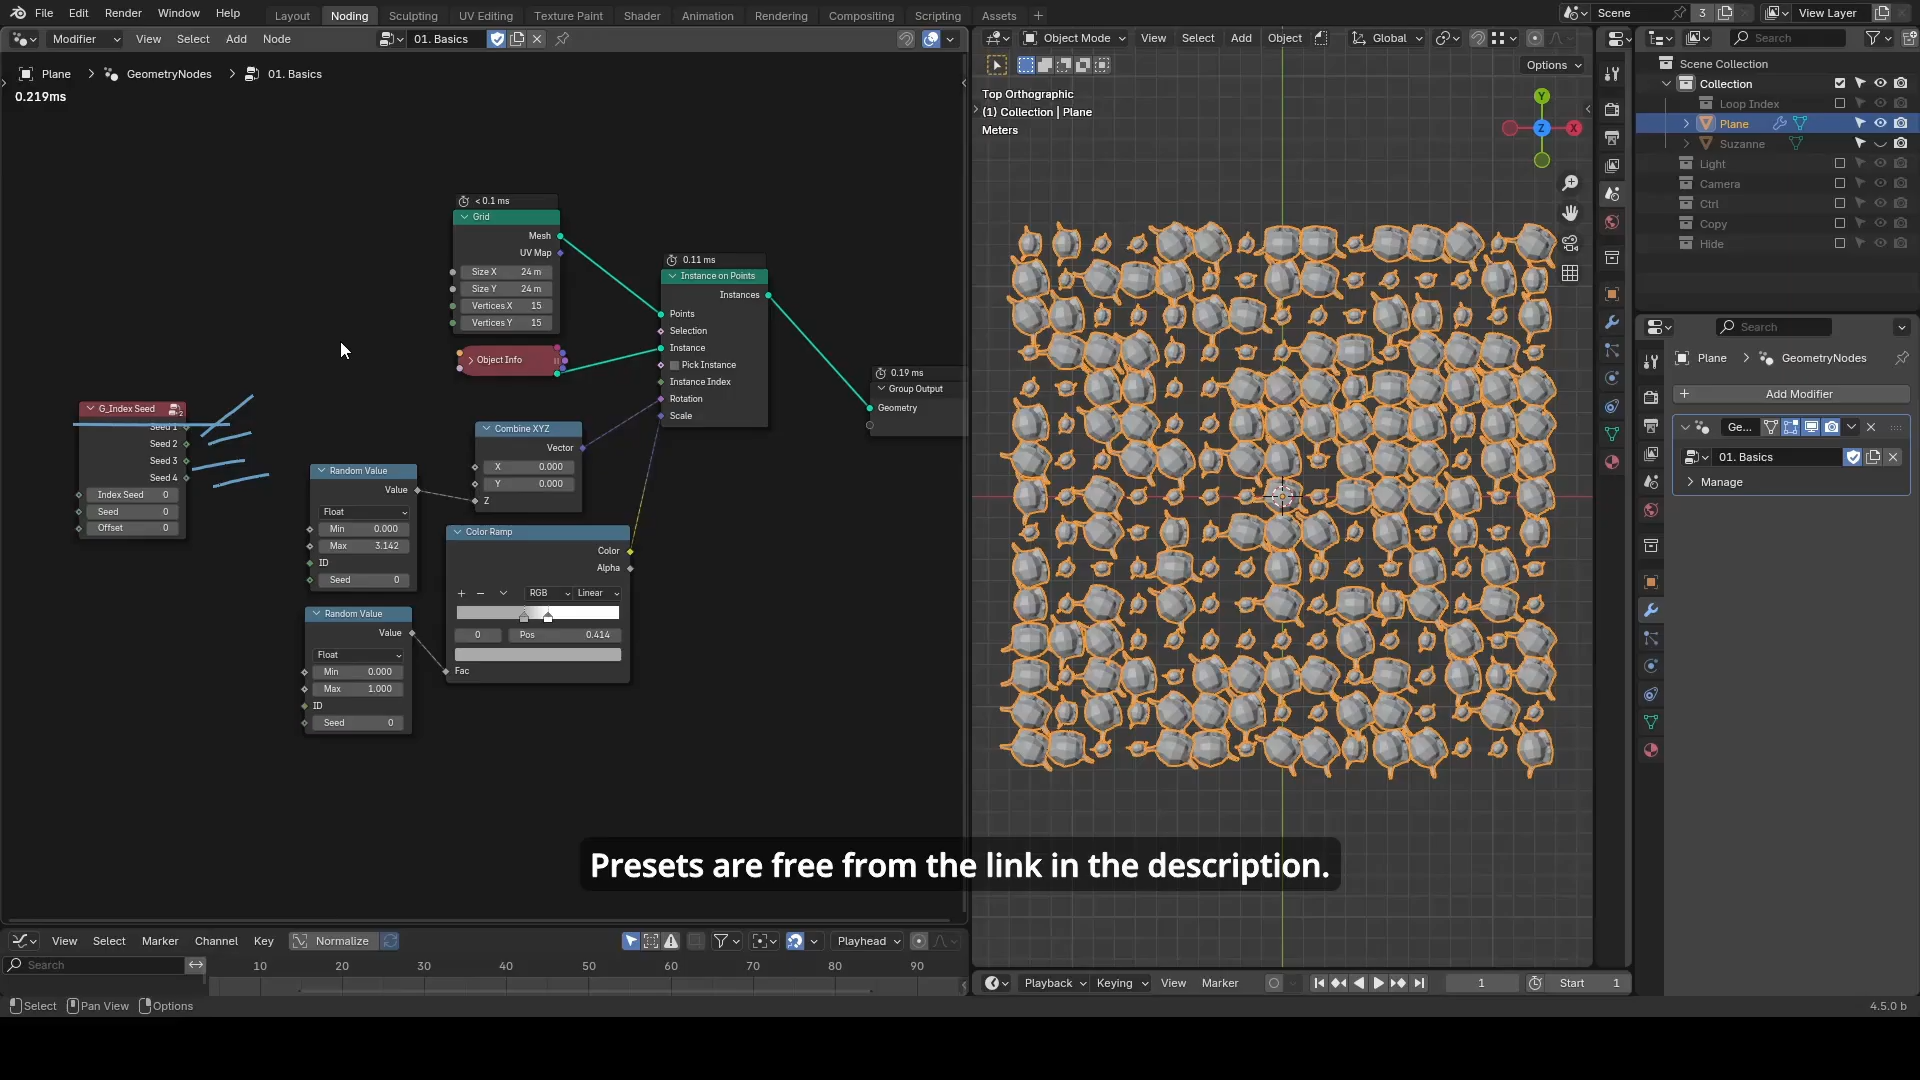 File Edit Render Window Help
Layout Noding Sculpting UV Editing Texture Paint Shader Animation Rendering Compositing Scripting Assets
Scene 3 View Layer
Modifier View Select Add Node 01. Basics
Plane GeometryNodes 01. Basics
0.219ms
< 0.1 ms
Grid
Mesh
UV Map
Size X 24 m
Size Y 24 m
Vertices X 15
Vertices Y 15
Object Info
0.11 ms
Instance on Points
Instances
Points
Selection
Instance
Pick Instance
Instance Index
Rotation
Scale
0.19 ms
Group Output
Geometry
G_Index Seed
Seed 1
Seed 2
Seed 3
Seed 4
Index Seed 0
Seed 0
Offset 0
Random Value
Value
Float
Min 0.000
Max 3.142
ID
Seed 0
Combine XYZ
Vector
X 0.000
Y 0.000
Z
Color Ramp
Color
Alpha
RGB Linear
0 Pos 0.414
Fac
Random Value
Value
Float
Min 0.000
Max 1.000
ID
Seed 0
Object Mode View Select Add Object Global
Options
Top Orthographic
(1) Collection | Plane
Meters
Y
Z
X
Search
Scene Collection
Collection
Loop Index
Plane
Suzanne
Light
Camera
Ctrl
Copy
Hide
Search
Plane GeometryNodes
Add Modifier
Ge...
01. Basics
Manage
Presets are free from the link in the description.
View Select Marker Channel Key Normalize Playhead
Search
10 20 30 40 50 60 70 80 90
Playback Keying View Marker 1 Start 1
Select Pan View Options
4.5.0 b